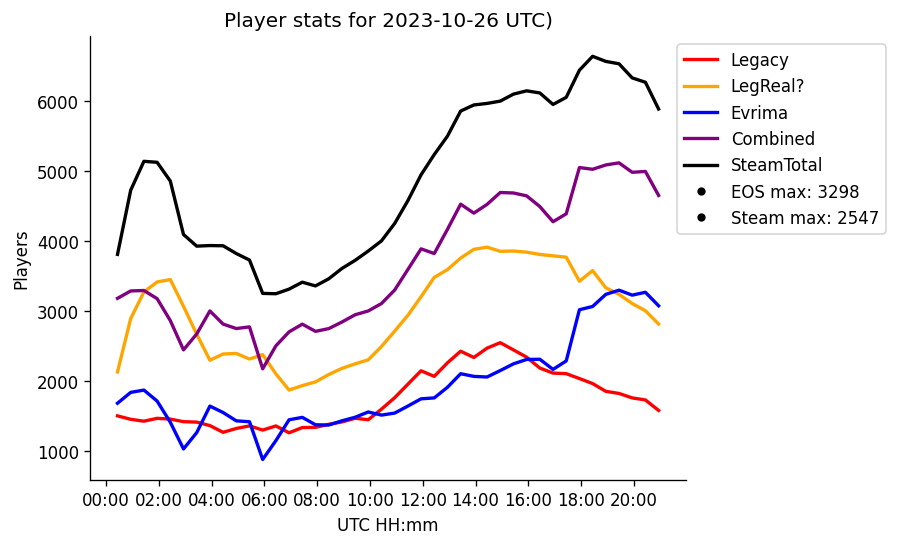 Player stats for 2023-10-26 UTC)
Players
6000
5000
4000
3000
2000
1000
00:00 02:00 04:00 06:00 08:00 10:00 12:00 14:00 16:00 18:00 20:00
UTC HH:mm
Legacy
LegReal?
Evrima
Combined
SteamTotal
EOS max: 3298
Steam max: 2547